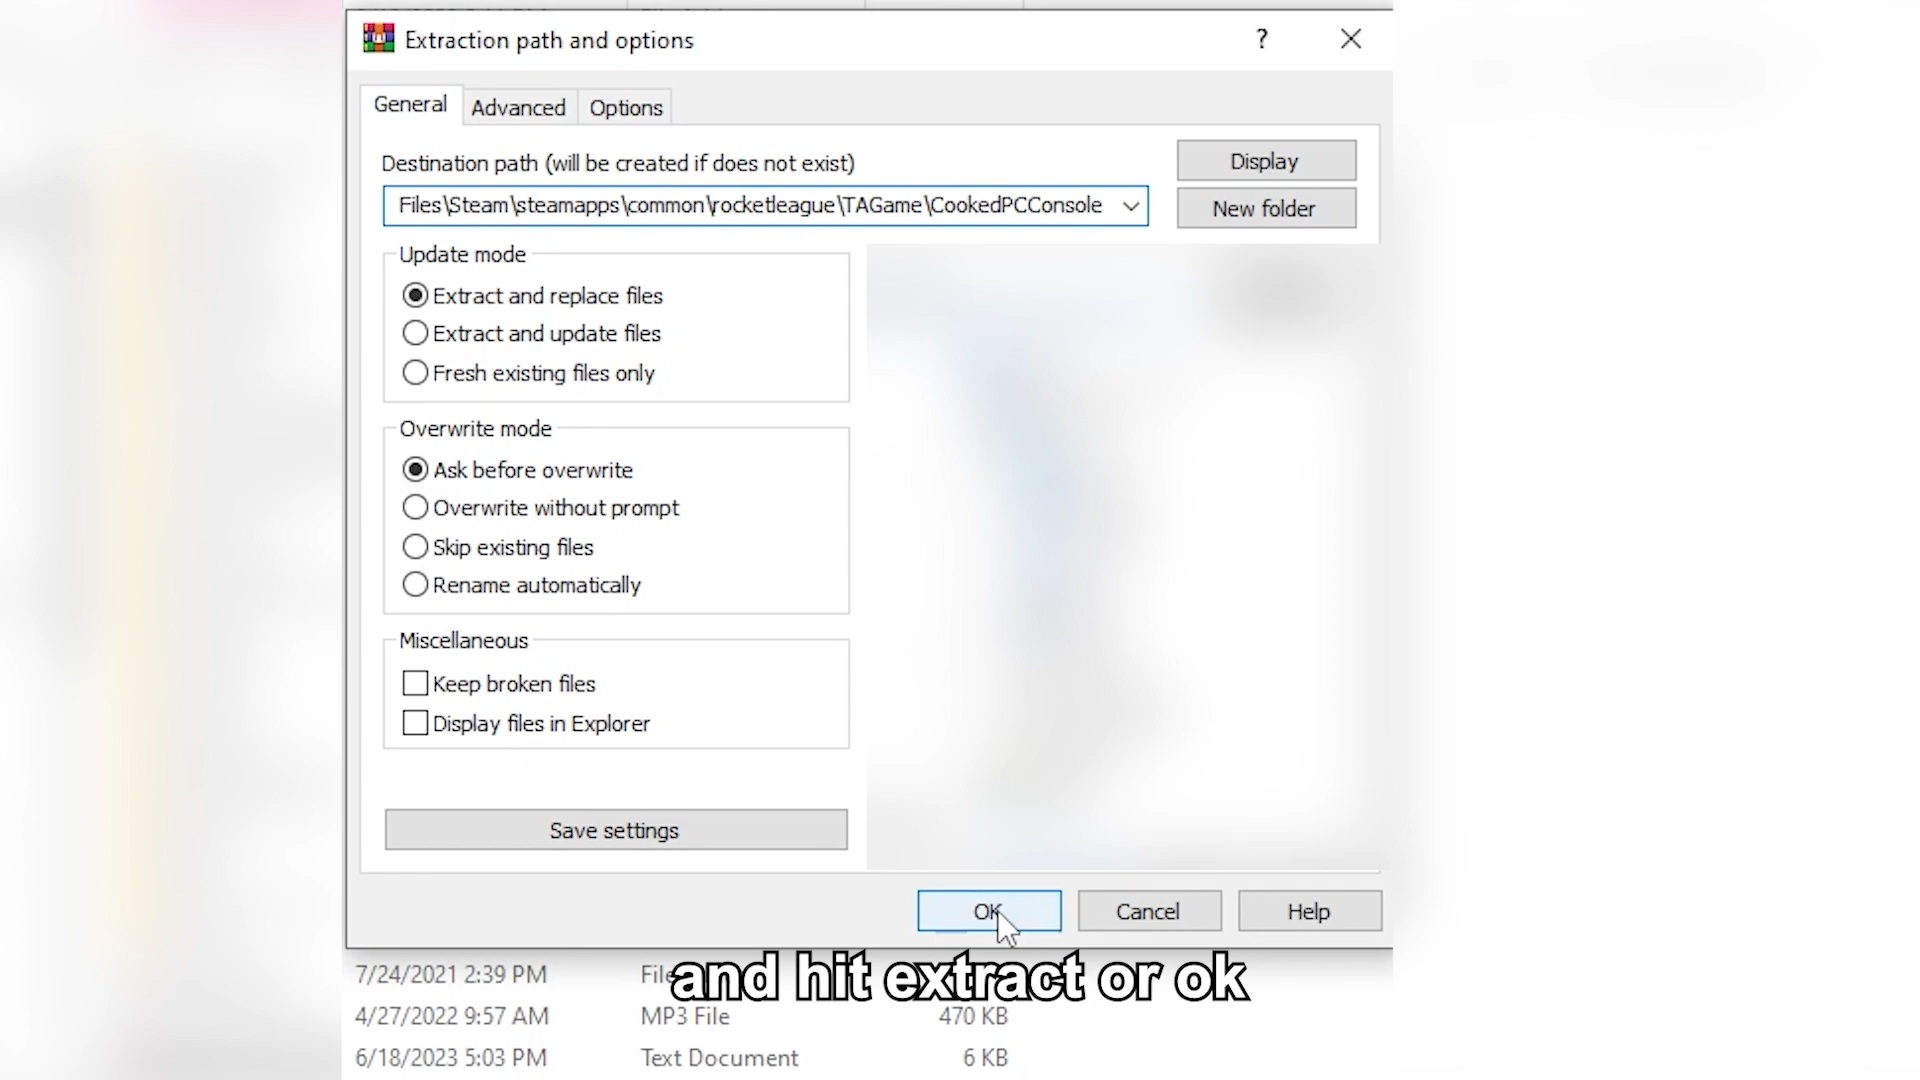 Extraction path and options
?
General
Advanced
Options
Destination path (will be created if does not exist)
Display
Files\Steam\steamapps\common\rocketleague\TAGame\CookedPCConsole
New folder
Update mode
Extract and replace files
Extract and update files
Fresh existing files only
Overwrite mode
Ask before overwrite
Overwrite without prompt
Skip existing files
Rename automatically
Miscellaneous
Keep broken files
Display files in Explorer
Save settings
OK
Cancel
Help
7/24/2021 2:39 PM
and hit extract or ok
4/27/2022 9:57 AM
MP3 File
470 KB
6/18/2023 5:03 PM
Text Document
6 KB